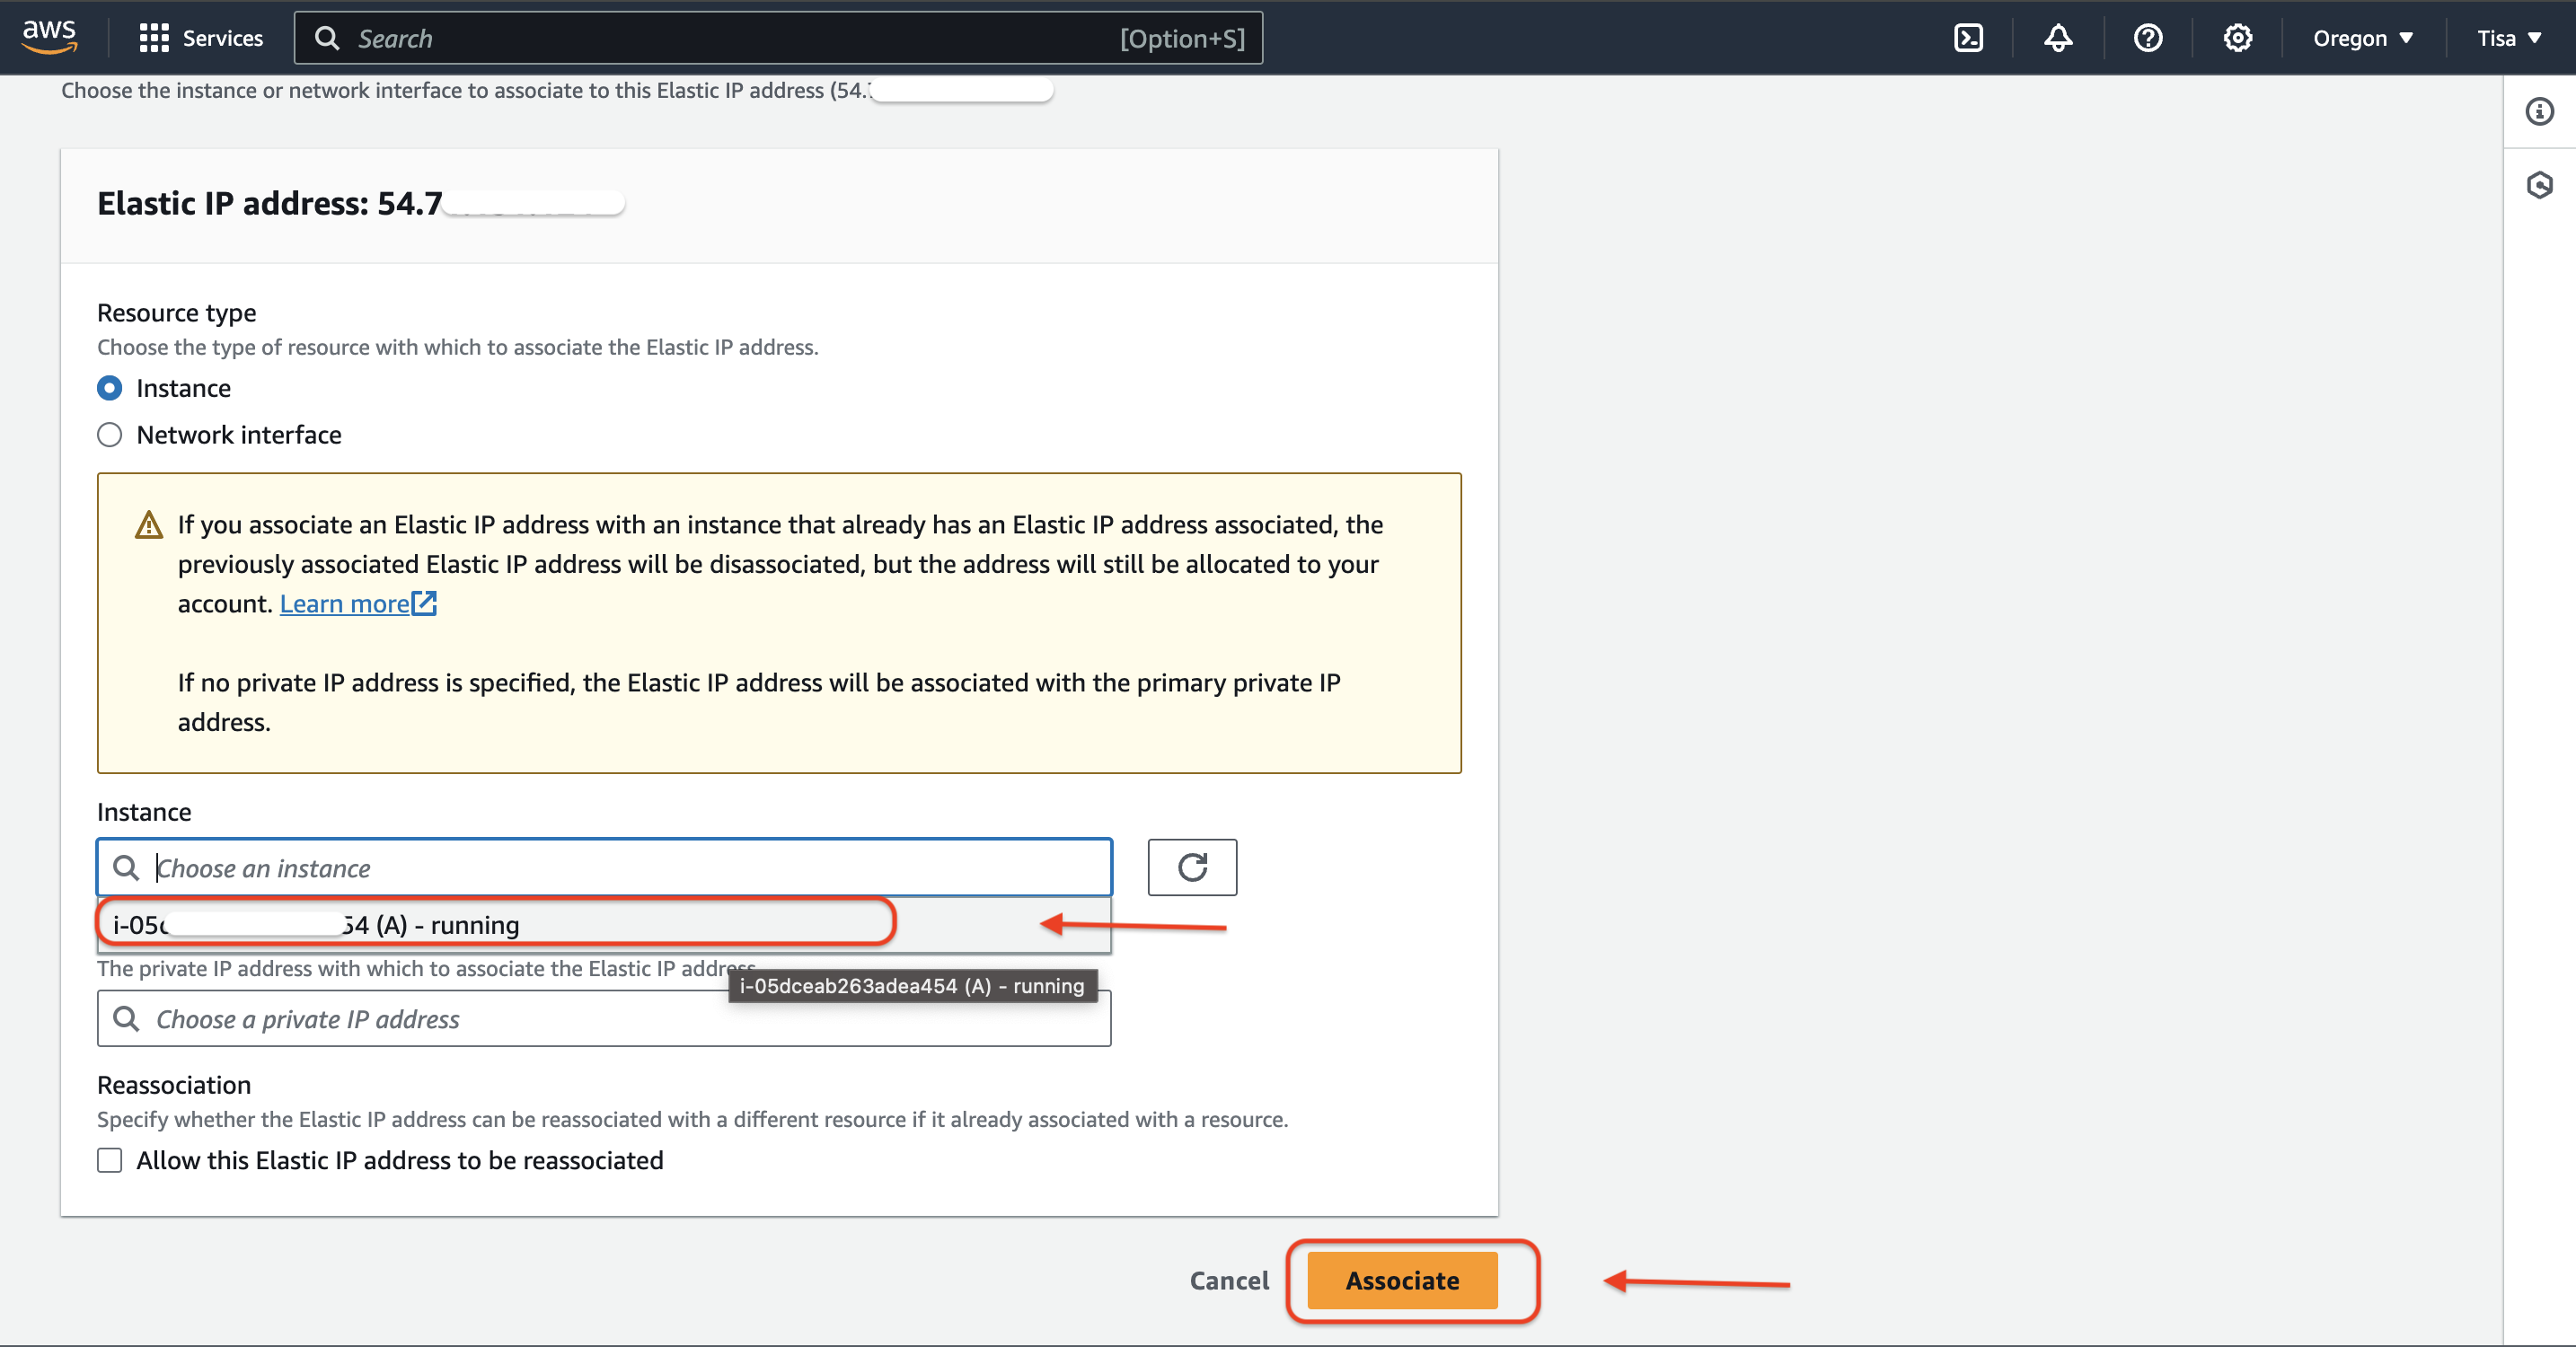 aws Services Search [Option+S] Oregon Tisa
Choose the instance or network interface to associate to this Elastic IP address (54.
Elastic IP address: 54.7
Resource type
Choose the type of resource with which to associate the Elastic IP address.
Instance
Network interface
If you associate an Elastic IP address with an instance that already has an Elastic IP address associated, the
previously associated Elastic IP address will be disassociated, but the address will still be allocated to your
account. Learn more
If no private IP address is specified, the Elastic IP address will be associated with the primary private IP
address.
Instance
Choose an instance
i-05 54 (A) - running
The private IP address with which to associate the Elastic IP address.
i-05dceab263adea454 (A) - running
Choose a private IP address
Reassociation
Specify whether the Elastic IP address can be reassociated with a different resource if it already associated with a resource.
Allow this Elastic IP address to be reassociated
Cancel Associate